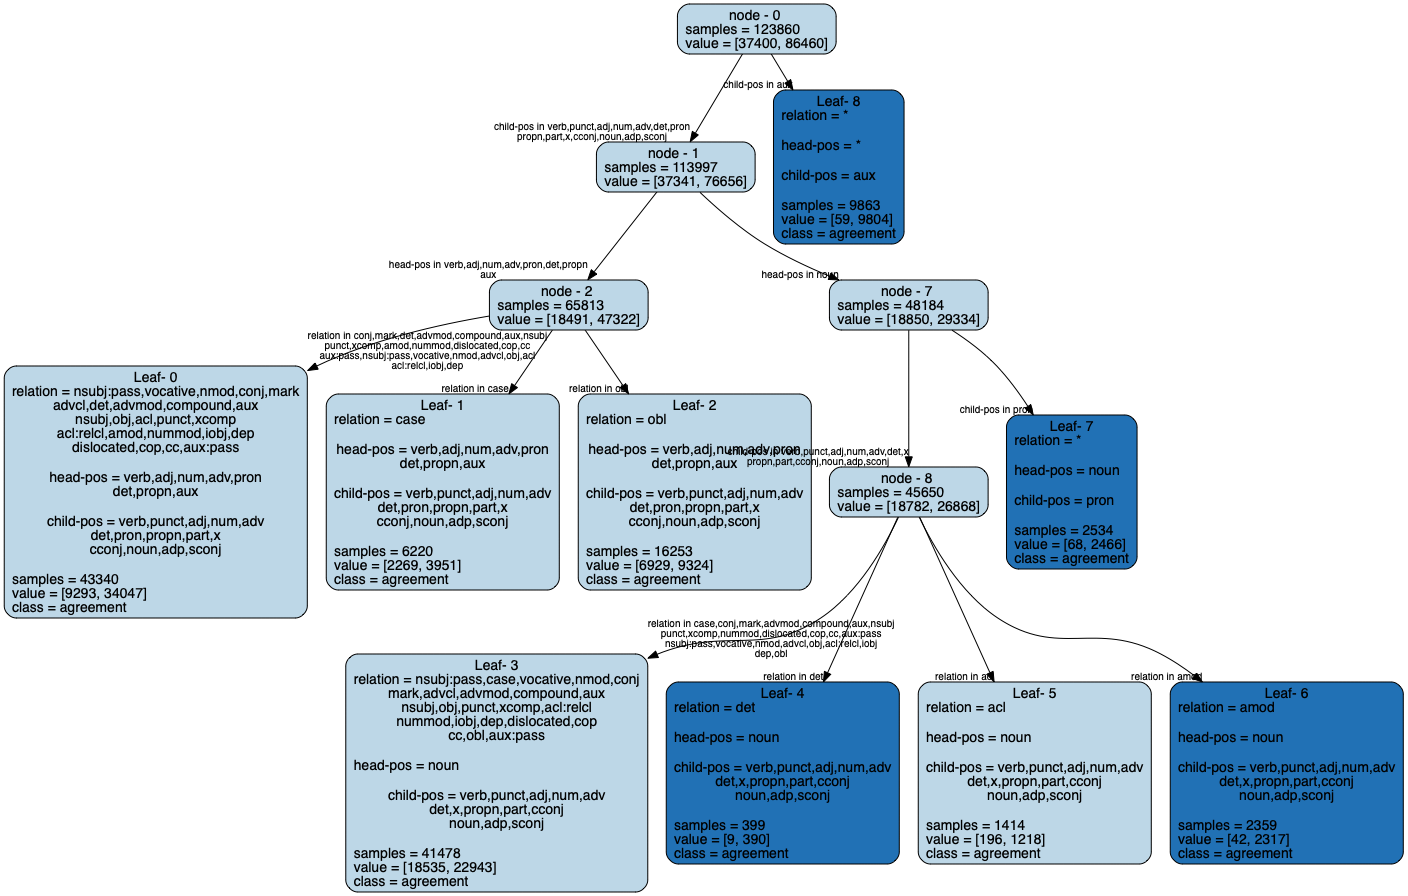 node - 0
samples = 123860
value = [37400, 86460]
child-pos in aux
Leaf- 8
relation = *
head-pos = *
child-pos = aux
samples = 9863
value = [59, 9804]
class = agreement
child-pos in verb,punct,adj,num,adv,det,pron
propn,part,x,cconj,noun,adp,sconj
node - 1
samples = 113997
value = [37341, 76656]
head-pos in verb,adj,num,adv,pron,det,propn
aux
head-pos in noun
node - 2
samples = 65813
value = [18491, 47322]
node - 7
samples = 48184
value = [18850, 29334]
relation in conj,mark,det,advmod,compound,aux,nsubj
punct,xcomp,amod,nummod,dislocated,cop,cc
aux:pass,nsubj:pass,vocative,nmod,advcl,obj,acl
acl:relcl,iobj,dep
Leaf- 0
relation = nsubj:pass,vocative,nmod,conj,mark
advcl,det,advmod,compound,aux
nsubj,obj,acl,punct,xcomp
acl:relcl,amod,nummod,iobj,dep
dislocated,cop,cc,aux:pass
head-pos = verb,adj,num,adv,pron
det,propn,aux
child-pos = verb,punct,adj,num,adv
det,pron,propn,part,x
cconj,noun,adp,sconj
samples = 43340
value = [9293, 34047]
class = agreement
relation in case
Leaf- 1
relation = case
head-pos = verb,adj,num,adv,pron
det,propn,aux
child-pos = verb,punct,adj,num,adv
det,pron,propn,part,x
cconj,noun,adp,sconj
samples = 6220
value = [2269, 3951]
class = agreement
relation in obl
Leaf- 2
relation = obl
head-pos = verb,adj,num,adv,pron
det,propn,aux
child-pos = verb,punct,adj,num,adv
det,pron,propn,part,x
cconj,noun,adp,sconj
samples = 16253
value = [6929, 9324]
class = agreement
child-pos in verb,punct,adj,num,adv,det,x
propn,part,cconj,noun,adp,sconj
node - 8
samples = 45650
value = [18782, 26868]
child-pos in pron
Leaf- 7
relation = *
head-pos = noun
child-pos = pron
samples = 2534
value = [68, 2466]
class = agreement
relation in case,conj,mark,advmod,compound,aux,nsubj
punct,xcomp,nummod,dislocated,cop,cc,aux:pass
nsubj:pass,vocative,nmod,advcl,obj,acl:relcl,iobj
dep,obl
Leaf- 3
relation = nsubj:pass,case,vocative,nmod,conj
mark,advcl,advmod,compound,aux
nsubj,obj,punct,xcomp,acl:relcl
nummod,iobj,dep,dislocated,cop
cc,obl,aux:pass
head-pos = noun
child-pos = verb,punct,adj,num,adv
det,x,propn,part,cconj
noun,adp,sconj
samples = 41478
value = [18535, 22943]
class = agreement
relation in det
Leaf- 4
relation = det
head-pos = noun
child-pos = verb,punct,adj,num,adv
det,x,propn,part,cconj
noun,adp,sconj
samples = 399
value = [9, 390]
class = agreement
relation in acl
Leaf- 5
relation = acl
head-pos = noun
child-pos = verb,punct,adj,num,adv
det,x,propn,part,cconj
noun,adp,sconj
samples = 1414
value = [196, 1218]
class = agreement
relation in amod
Leaf- 6
relation = amod
head-pos = noun
child-pos = verb,punct,adj,num,adv
det,x,propn,part,cconj
noun,adp,sconj
samples = 2359
value = [42, 2317]
class = agreement